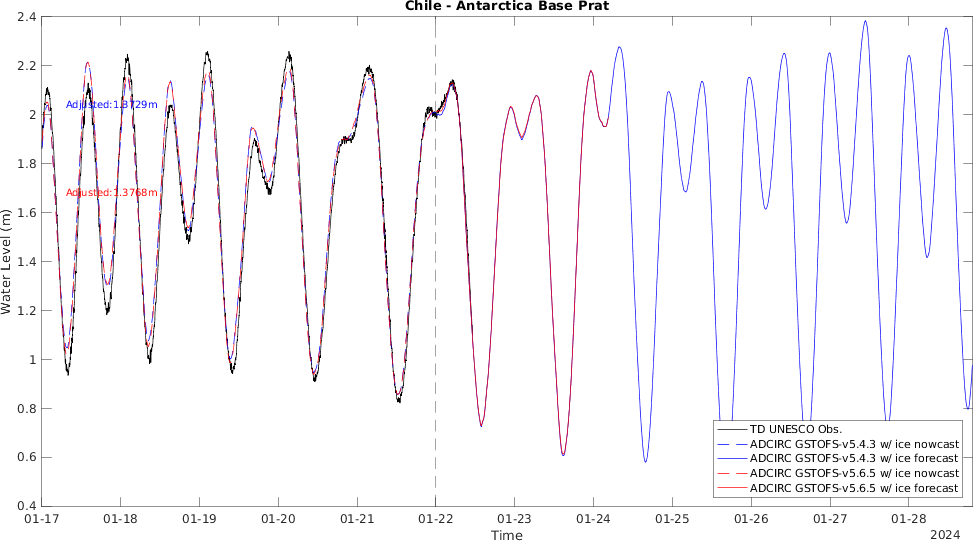 Chile - Antarctica Base Prat
2.4
2.2
2
1.8
1.6
1.4
1.2
1
0.8
0.6
0.4
Water Level (m)
Adjusted:1.3729m
Adjusted:1.3768m
TD UNESCO Obs.
ADCIRC GSTOFS-v5.4.3 w/ ice nowcast
ADCIRC GSTOFS-v5.4.3 w/ ice forecast
ADCIRC GSTOFS-v5.6.5 w/ ice nowcast
ADCIRC GSTOFS-v5.6.5 w/ ice forecast
01-17 01-18 01-19 01-20 01-21 01-22 01-23 01-24 01-25 01-26 01-27 01-28
Time
2024